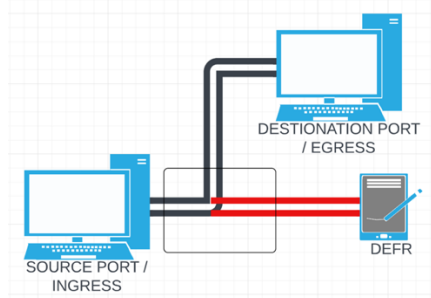 DESTIONATION PORT
/ EGRESS
DEFR
SOURCE PORT /
INGRESS